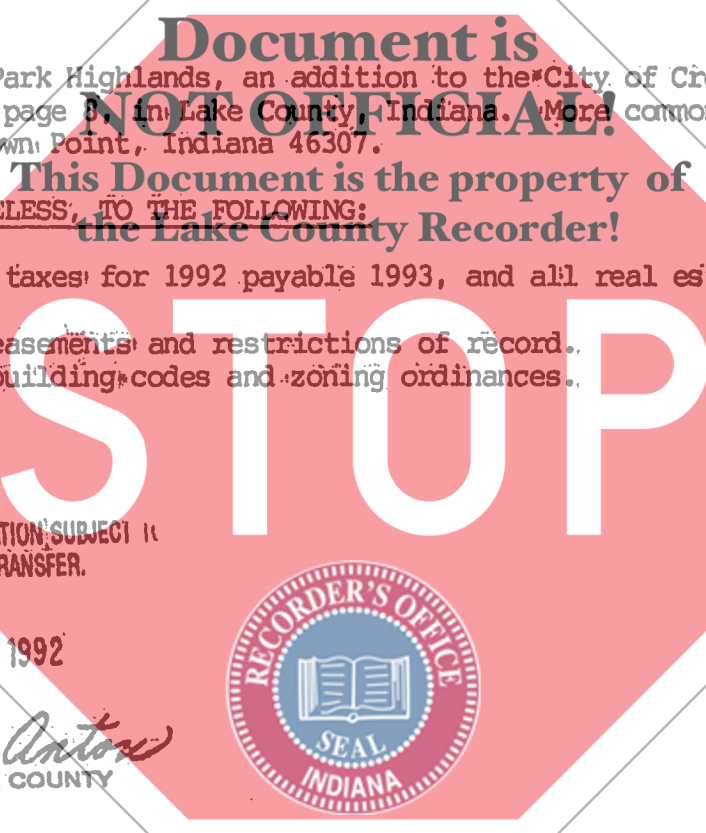 Document is
Park Highlands, an addition to the City of Cro
page 8, in Lake County, Indiana. More commo
NOT OFFICIAL!
wn Point, Indiana 46307.
This Document is the property of
ELESS, TO THE FOLLOWING:
the Lake County Recorder!
taxes for 1992 payable 1993, and all real es
easements and restrictions of record.
building codes and zoning ordinances.
STOP
TION SUBJECT
RANSFER.
RECORDER'S OFFICE
1992
SEAL
Anton
COUNTY
INDIANA